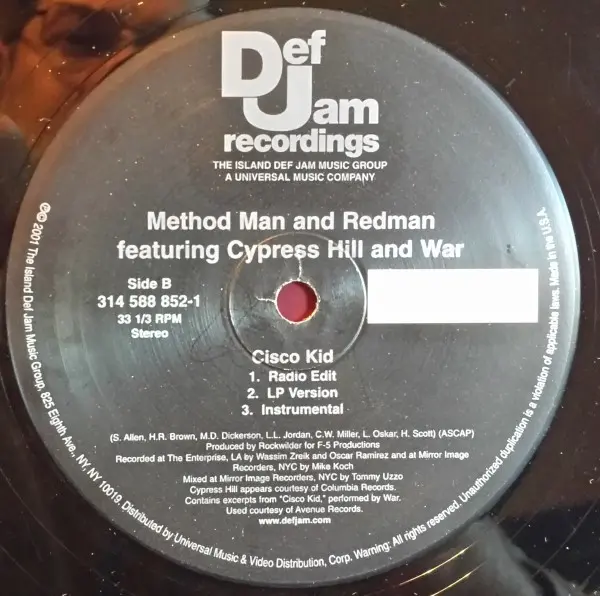 Def
Jam
recordings
THE ISLAND DEF JAM MUSIC GROUP
A UNIVERSAL MUSIC COMPANY
Method Man and Redman
featuring Cypress Hill and War
Side B
314 588 852-1
33 1/3 RPM
Stereo
Cisco Kid
1. Radio Edit
2. LP Version
3. Instrumental
(S. Allen, H.R. Brown, M.D. Dickerson, L.L. Jordan, C.W. Miller, L. Oskar, H. Scott) (ASCAP)
Produced by Rockwilder for F-5 Productions
Recorded at The Enterprise, LA by Wassim Zreik and Oscar Ramirez and at Mirror Image
Recorders, NYC by Mike Koch
Mixed at Mirror Image Recorders, NYC by Tommy Uzzo
Cypress Hill appears courtesy of Columbia Records.
Contains excerpts from "Cisco Kid," performed by War.
Used courtesy of Avenue Records.
www.defjam.com
℗© 2001 The Island Def Jam Music Group, 825 Eighth Ave., NY, NY 10019. Distributed by Universal Music & Video Distribution, Corp. Warning: All rights reserved. Unauthorized duplication is a violation of applicable laws. Made in the U.S.A.